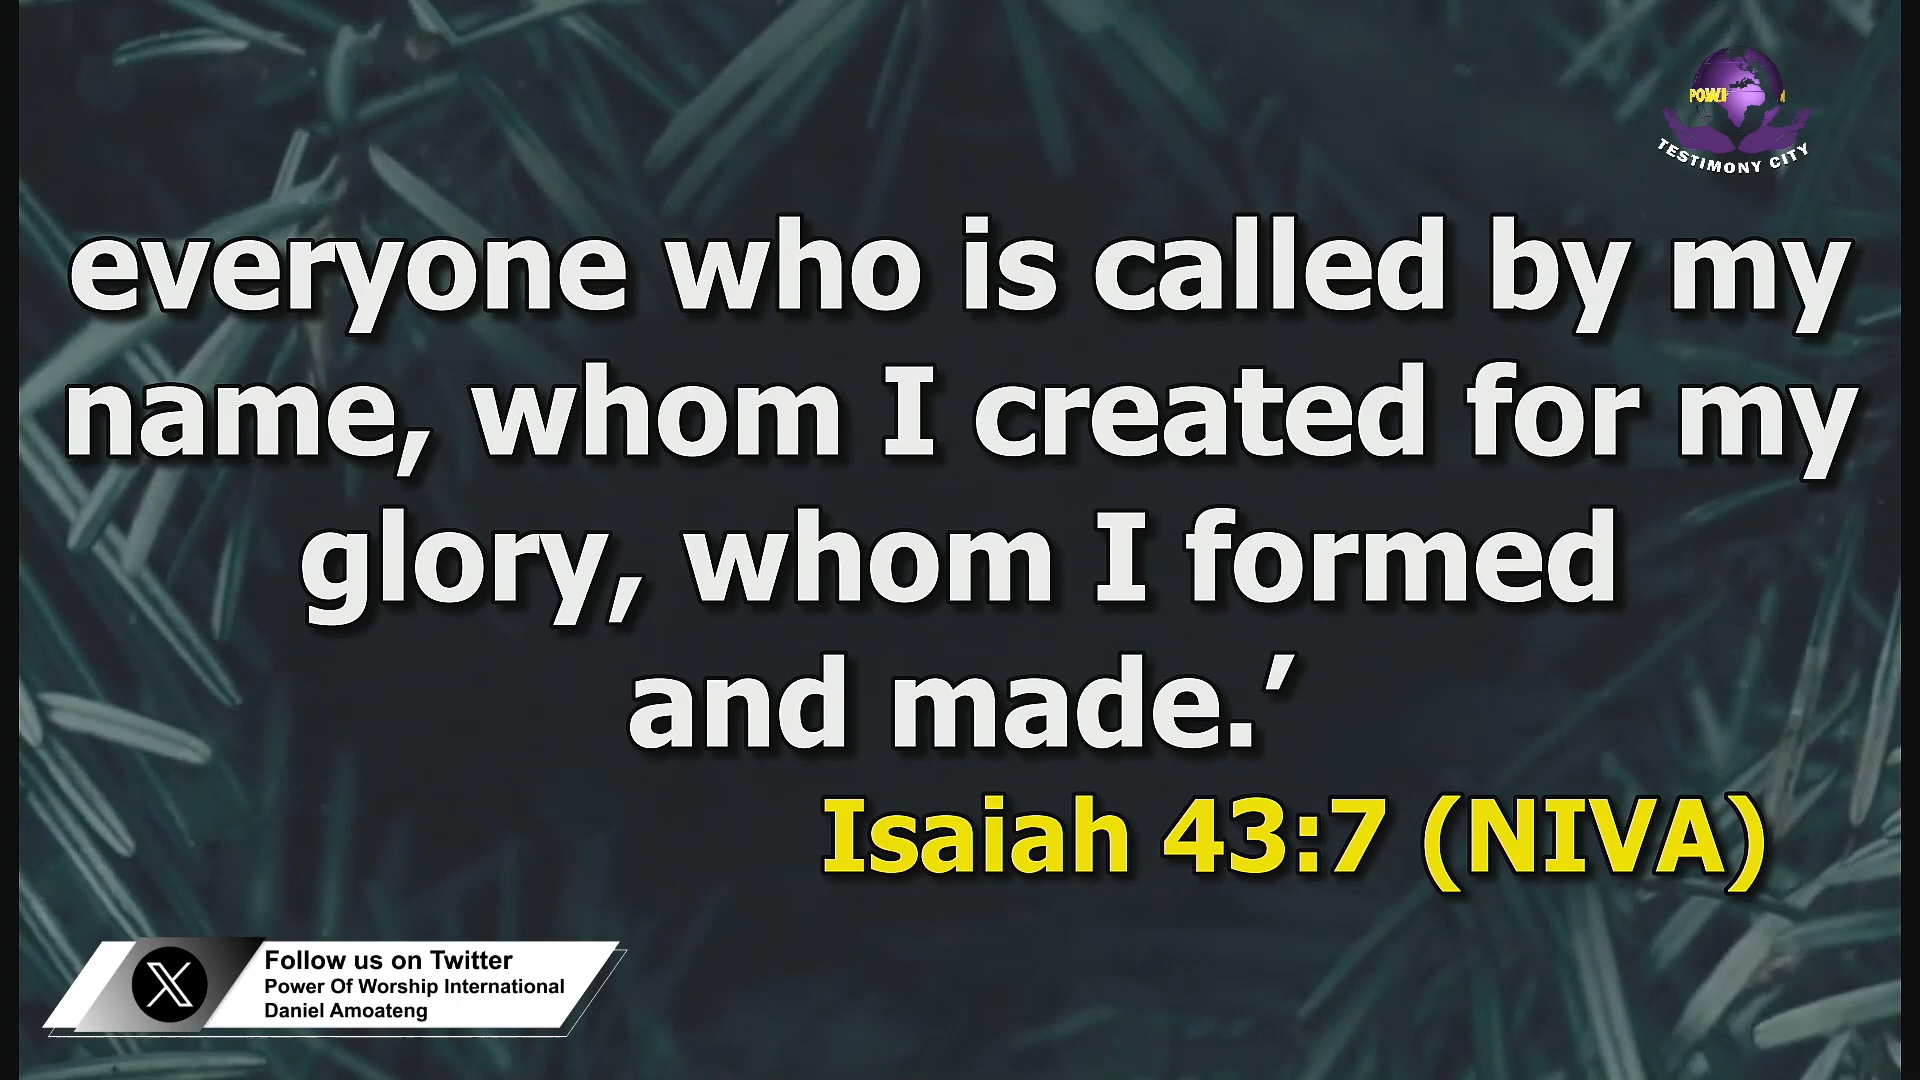 TESTIMONY CITY
everyone who is called by my
name, whom I created for my
glory, whom I formed
and made.’
Isaiah 43:7 (NIVA)
Follow us on Twitter
Power Of Worship International
Daniel Amoateng